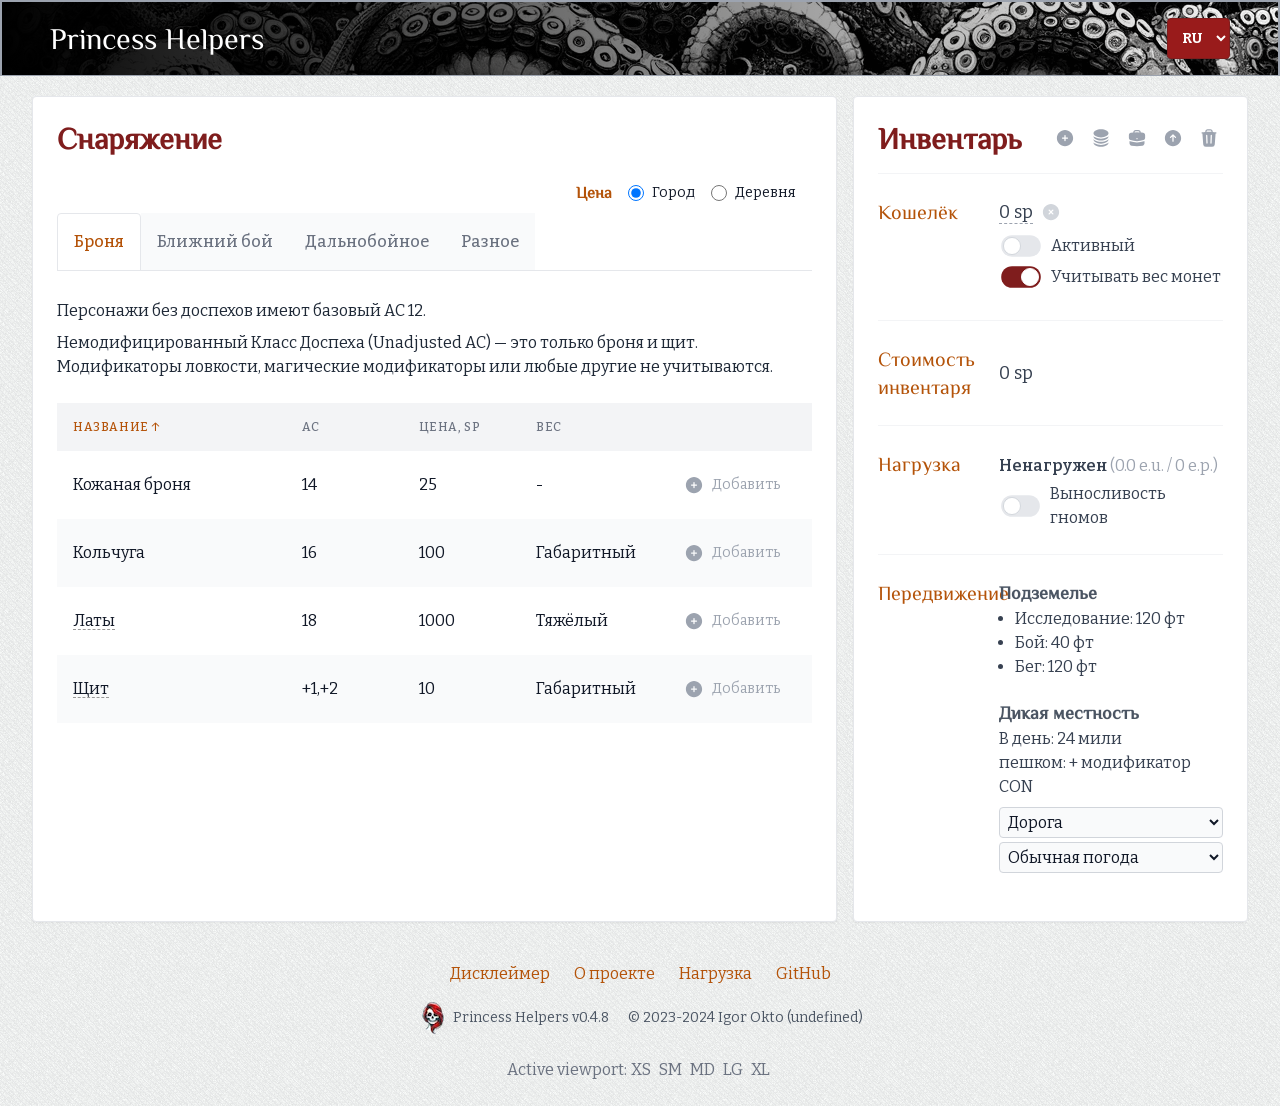 Princess Helpers
RU
Снаряжение
Цена Город Деревня
Броня Ближний бой Дальнобойное Разное
Персонажи без доспехов имеют базовый AC 12.
Немодифицированный Класс Доспеха (Unadjusted AC) — это только броня и щит.
Модификаторы ловкости, магические модификаторы или любые другие не учитываются.
НАЗВАНИЕ ↑ AC ЦЕНА, SP ВЕС
Кожаная броня 14 25 - Добавить
Кольчуга 16 100 Габаритный Добавить
Латы 18 1000 Тяжёлый Добавить
Щит +1,+2 10 Габаритный Добавить
Инвентарь
Кошелёк 0 sp
Активный
Учитывать вес монет
Стоимость
инвентаря
0 sp
Нагрузка Ненагружен (0.0 e.u. / 0 e.p.)
Выносливость
гномов
Передвижение Подземелье
Исследование: 120 фт
Бой: 40 фт
Бег: 120 фт
Дикая местность
В день: 24 мили
пешком: + модификатор
CON
Дорога
Обычная погода
Дисклеймер О проекте Нагрузка GitHub
Princess Helpers v0.4.8 © 2023-2024 Igor Okto (undefined)
Active viewport: XS SM MD LG XL